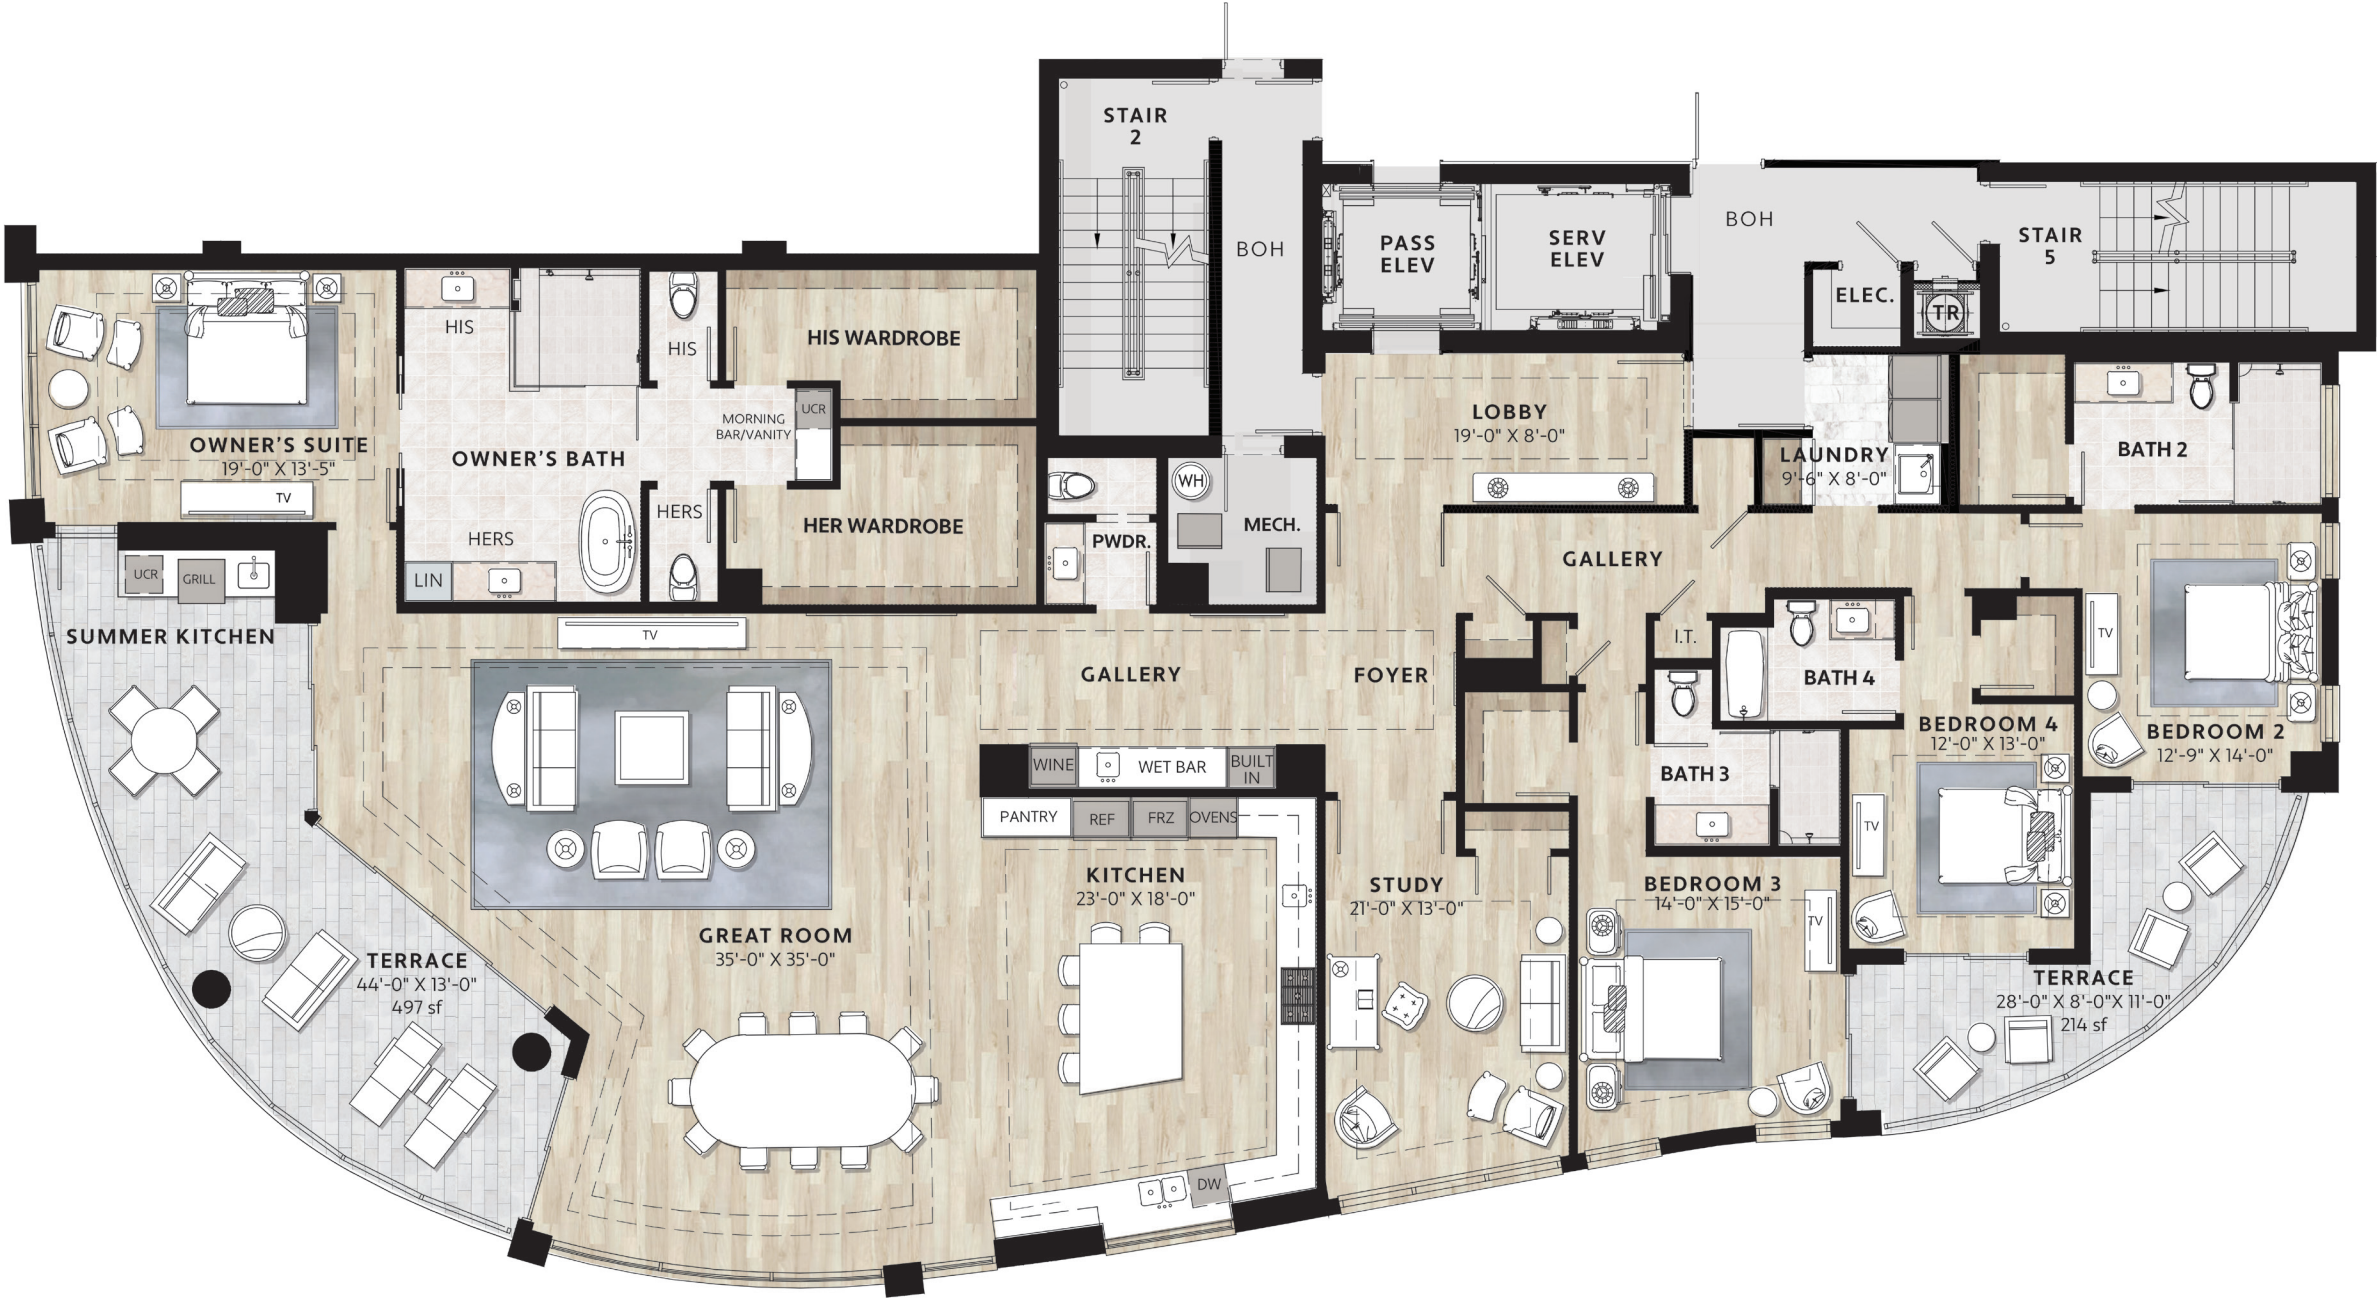 STAIR
2
BOH
PASS
ELEV
SERV
ELEV
BOH
STAIR
5
ELEC.
TR
HIS
HIS
HIS WARDROBE
MORNING
BAR/VANITY
UCR
OWNER'S SUITE
19'-0" X 13'-5"
TV
OWNER'S BATH
HERS
HERS
LIN
HER WARDROBE
WH
MECH.
PWDR.
LOBBY
19'-0" X 8'-0"
LAUNDRY
9'-6" X 8'-0"
BATH 2
GALLERY
UCR
GRILL
SUMMER KITCHEN
TV
GALLERY
FOYER
I.T.
BATH 4
TV
BEDROOM 4
12'-0" X 13'-0"
BEDROOM 2
12'-9" X 14'-0"
WINE
WET BAR
BUILT
IN
BATH 3
PANTRY
REF
FRZ
OVENS
TV
KITCHEN
23'-0" X 18'-0"
STUDY
21'-0" X 13'-0"
BEDROOM 3
14'-0" X 15'-0"
TV
GREAT ROOM
35'-0" X 35'-0"
TERRACE
44'-0" X 13'-0"
497 sf
TERRACE
28'-0" X 8'-0"X 11'-0"
214 sf
DW